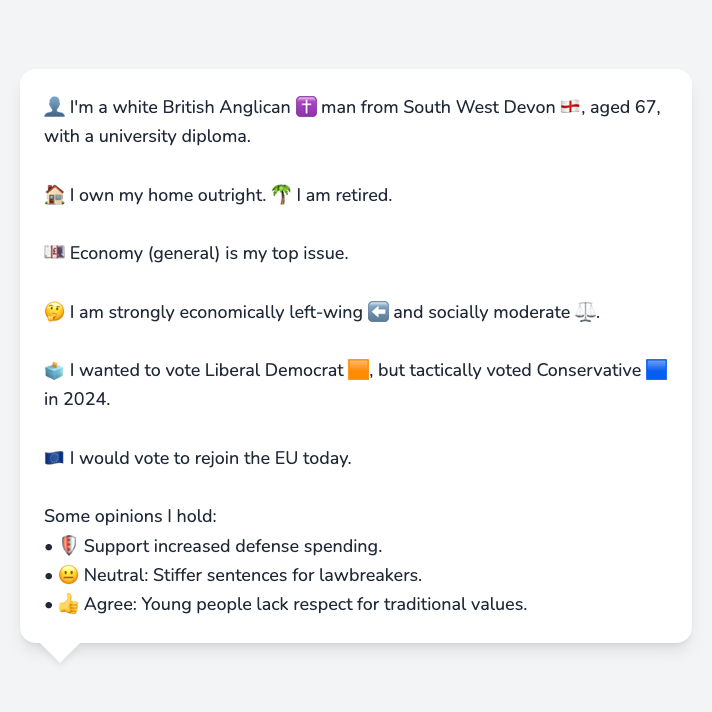 👤 I'm a white British Anglican ✝️ man from South West Devon 🏴󠁧󠁢󠁥󠁮󠁧󠁿, aged 67,
with a university diploma.
🏠 I own my home outright. 🌴 I am retired.
💷 Economy (general) is my top issue.
🤔 I am strongly economically left-wing ⬅️ and socially moderate ⚖️.
🗳️ I wanted to vote Liberal Democrat 🟧, but tactically voted Conservative 🟦
in 2024.
🇪🇺 I would vote to rejoin the EU today.
Some opinions I hold:
• 🛡️ Support increased defense spending.
• 😐 Neutral: Stiffer sentences for lawbreakers.
• 👍 Agree: Young people lack respect for traditional values.